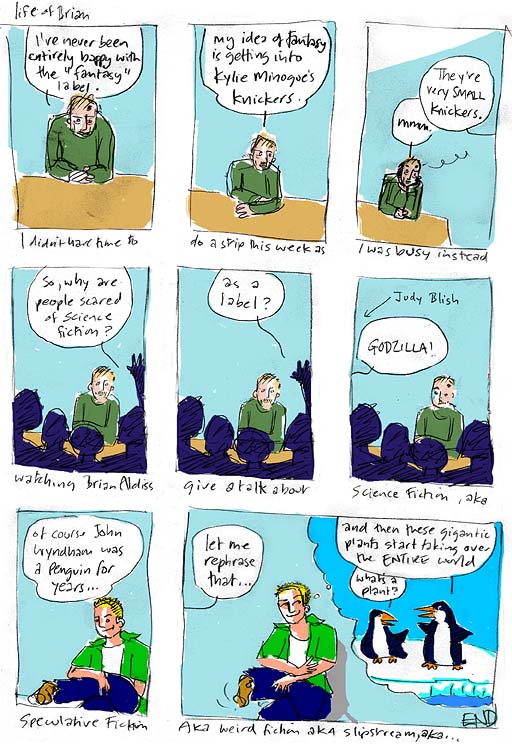 life of Brian
I've never been
entirely happy with
the "fantasy"
label.
my idea of fantasy
is getting into
Kylie Minogue's
knickers.
They're
very SMALL
knickers.
mmm.
I didn't have time to
do a strip this week as
I was busy instead
So, why are
people scared
of science
fiction?
as a
label?
Judy Blish
GODZILLA!
watching Brian Aldiss
give a talk about
Science Fiction, aka
of course John
Wyndham was
a Penguin for
years...
let me
rephrase
that...
and then these gigantic
plants start taking over
the ENTIRE world
what's a
plant?
END
Speculative Fiction
Aka weird fiction aka slipstream, aka...